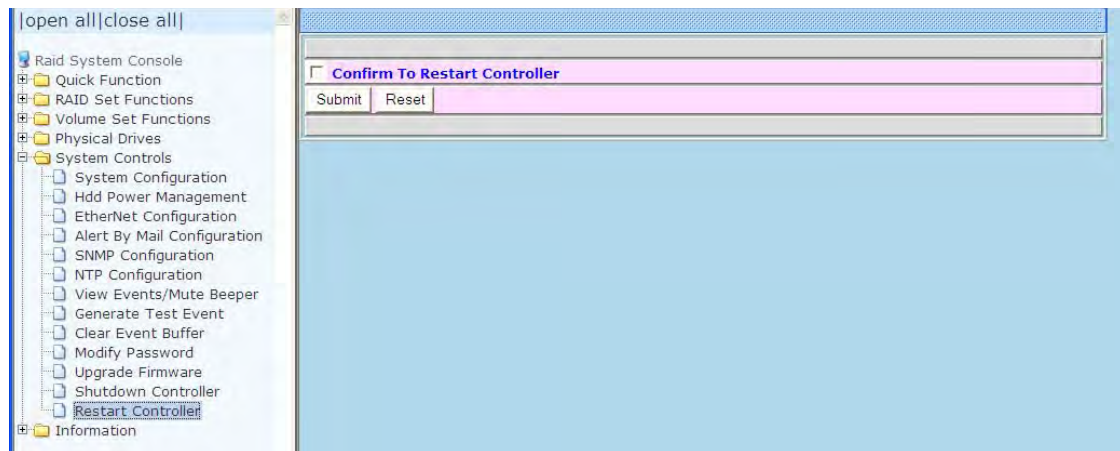 |open all|close all|
Raid System Console
Quick Function
RAID Set Functions
Volume Set Functions
Physical Drives
System Controls
System Configuration
Hdd Power Management
EtherNet Configuration
Alert By Mail Configuration
SNMP Configuration
NTP Configuration
View Events/Mute Beeper
Generate Test Event
Clear Event Buffer
Modify Password
Upgrade Firmware
Shutdown Controller
Restart Controller
Information
Confirm To Restart Controller
Submit Reset